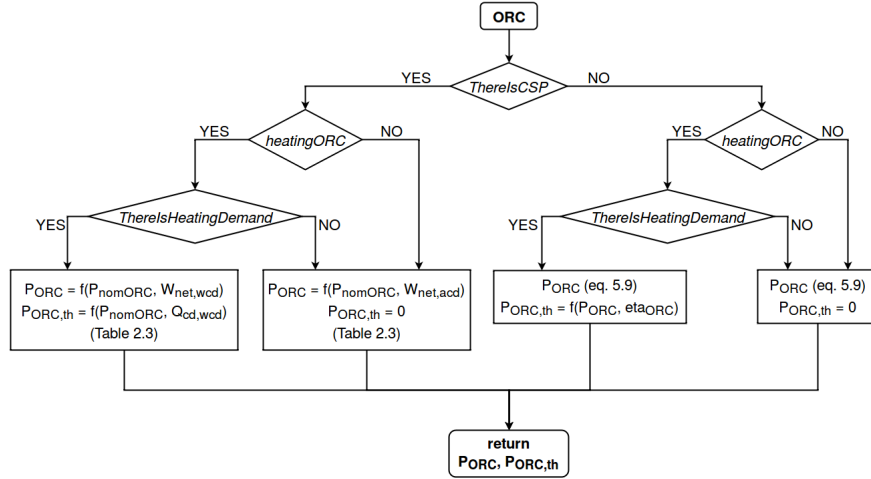 ORC
YES
ThereIsCSP
NO
YES
heatingORC
NO
YES
heatingORC
NO
YES
ThereIsHeatingDemand
NO
YES
ThereIsHeatingDemand
NO
PORC = f(PnomORC, Wnet,wcd)
PORC,th = f(PnomORC, Qcd,wcd)
(Table 2.3)
PORC = f(PnomORC, Wnet,acd)
PORC,th = 0
(Table 2.3)
PORC (eq. 5.9)
PORC,th = f(PORC, etaORC)
PORC (eq. 5.9)
PORC,th = 0
return
PORC, PORC,th